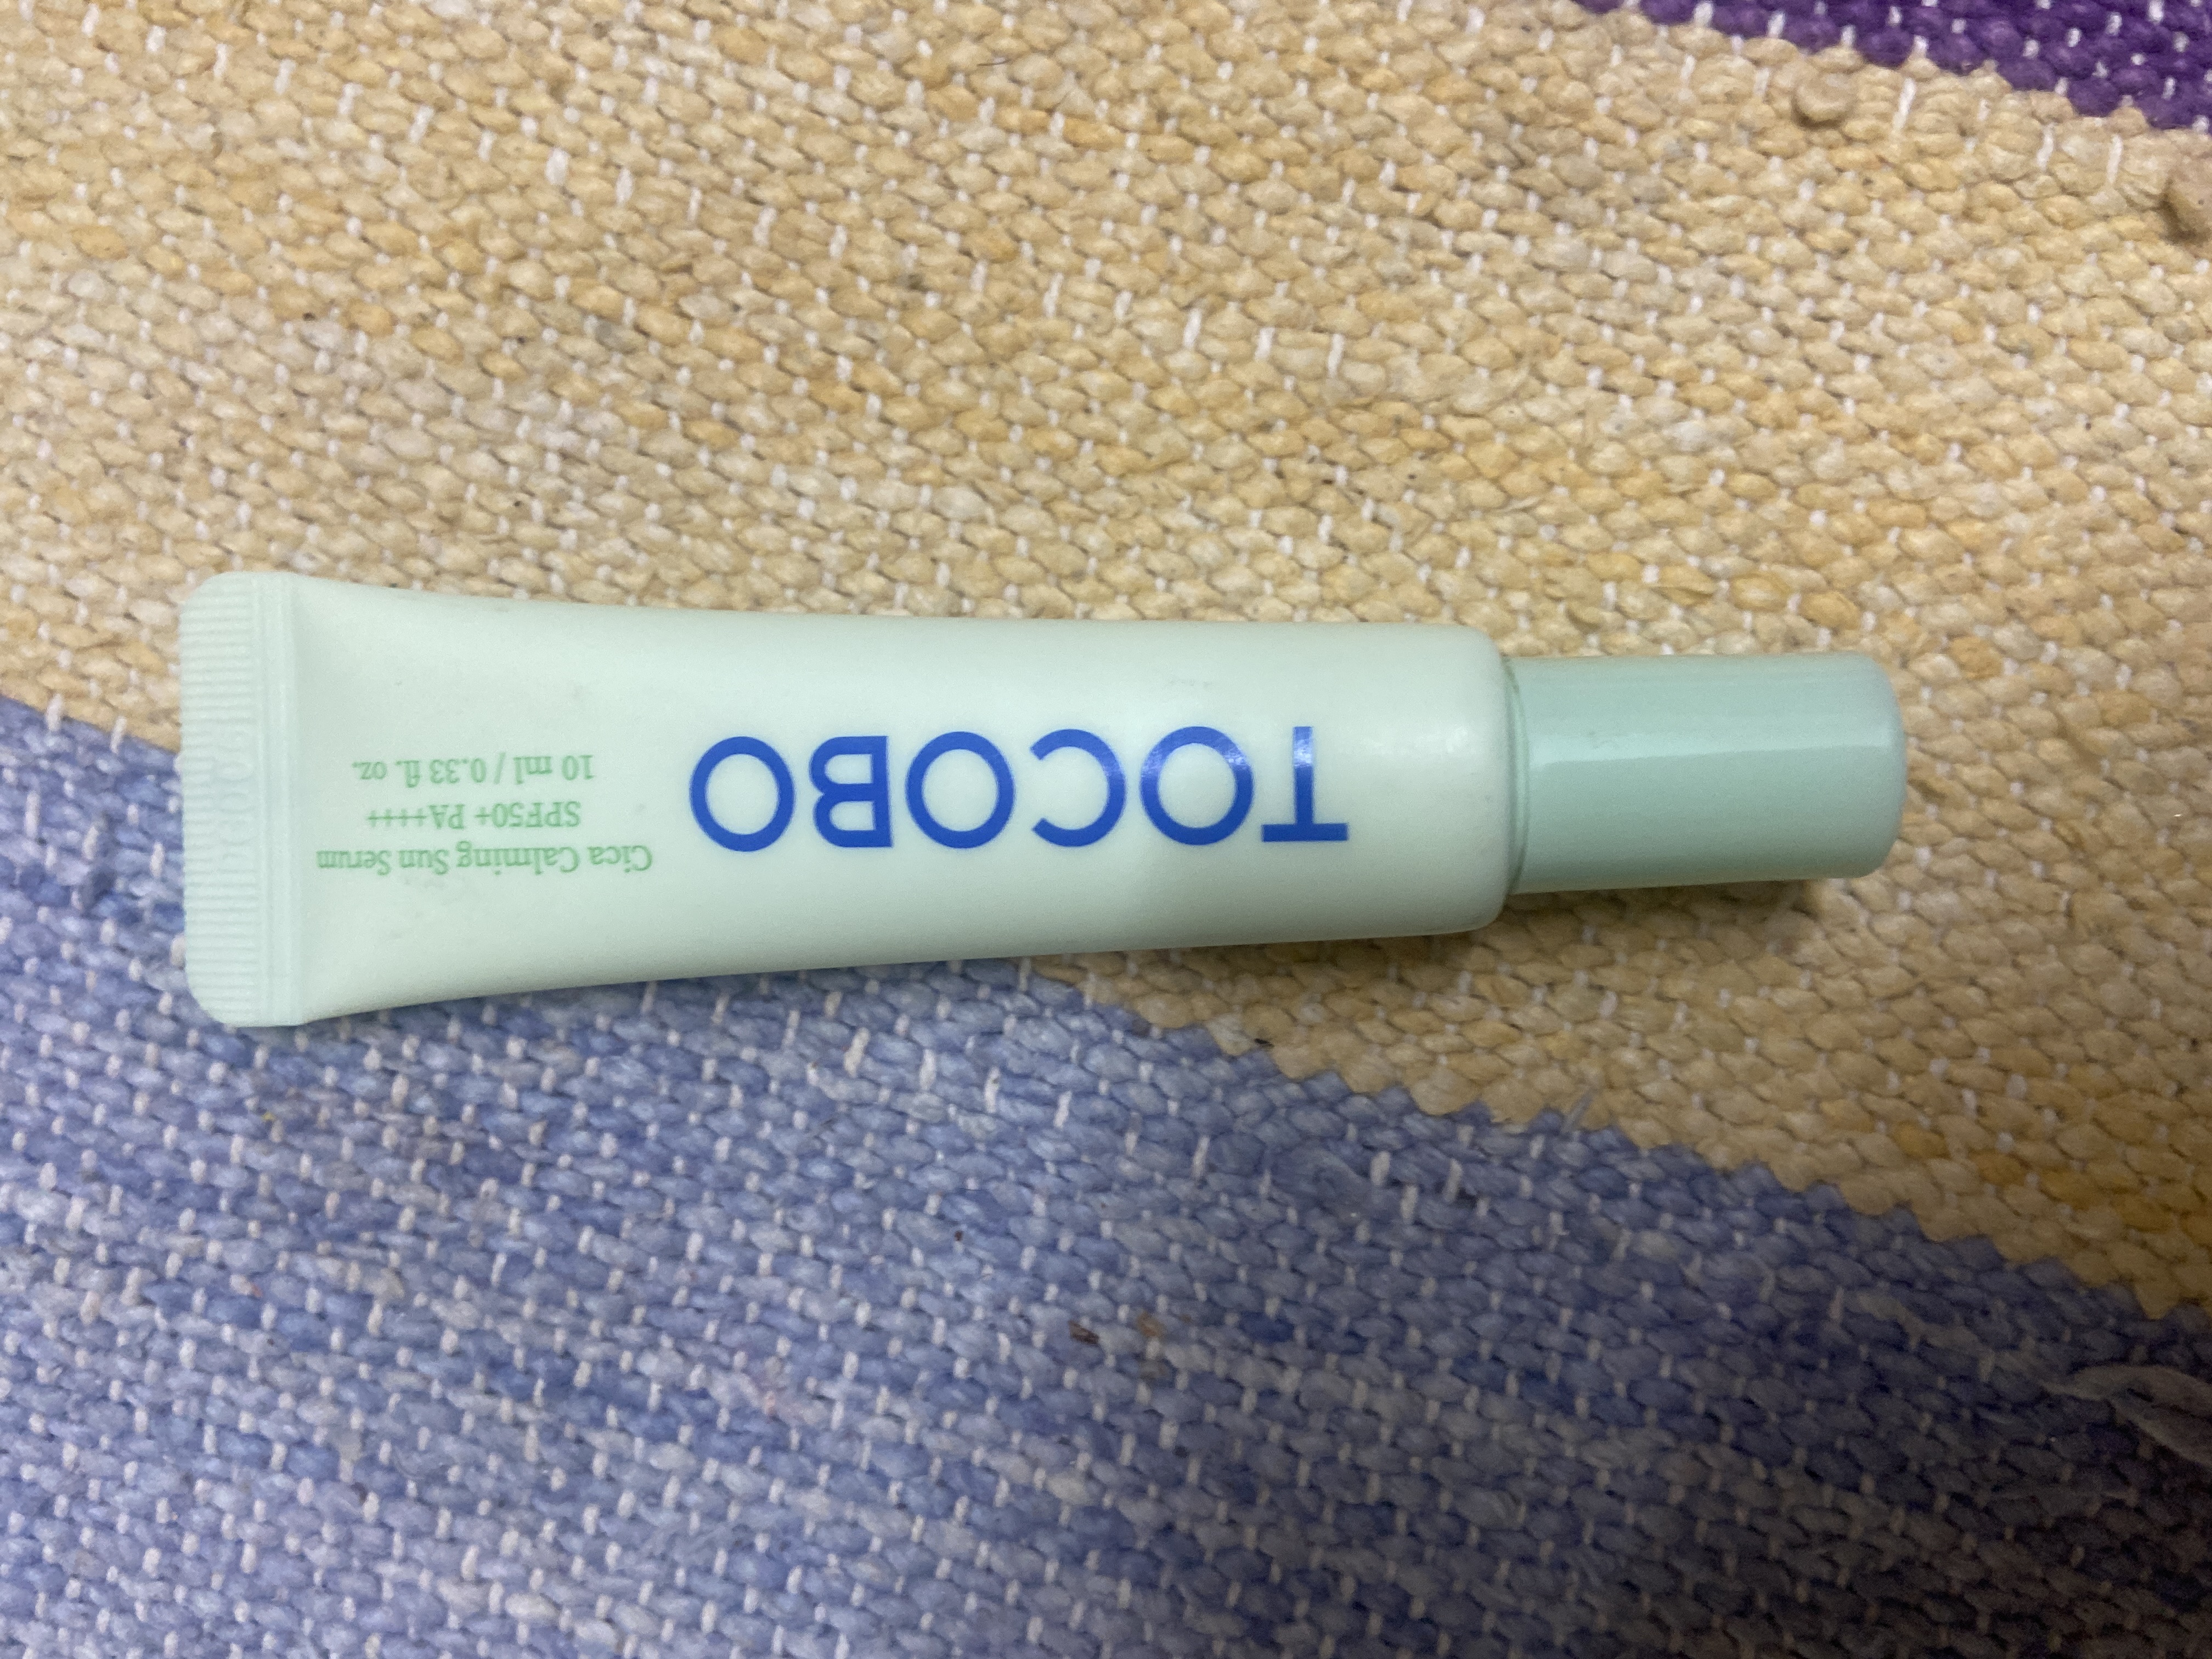 TOCOBO
Cica Calming Sun Serum
SPF50+ PA++++
10 ml / 0.33 fl. oz.